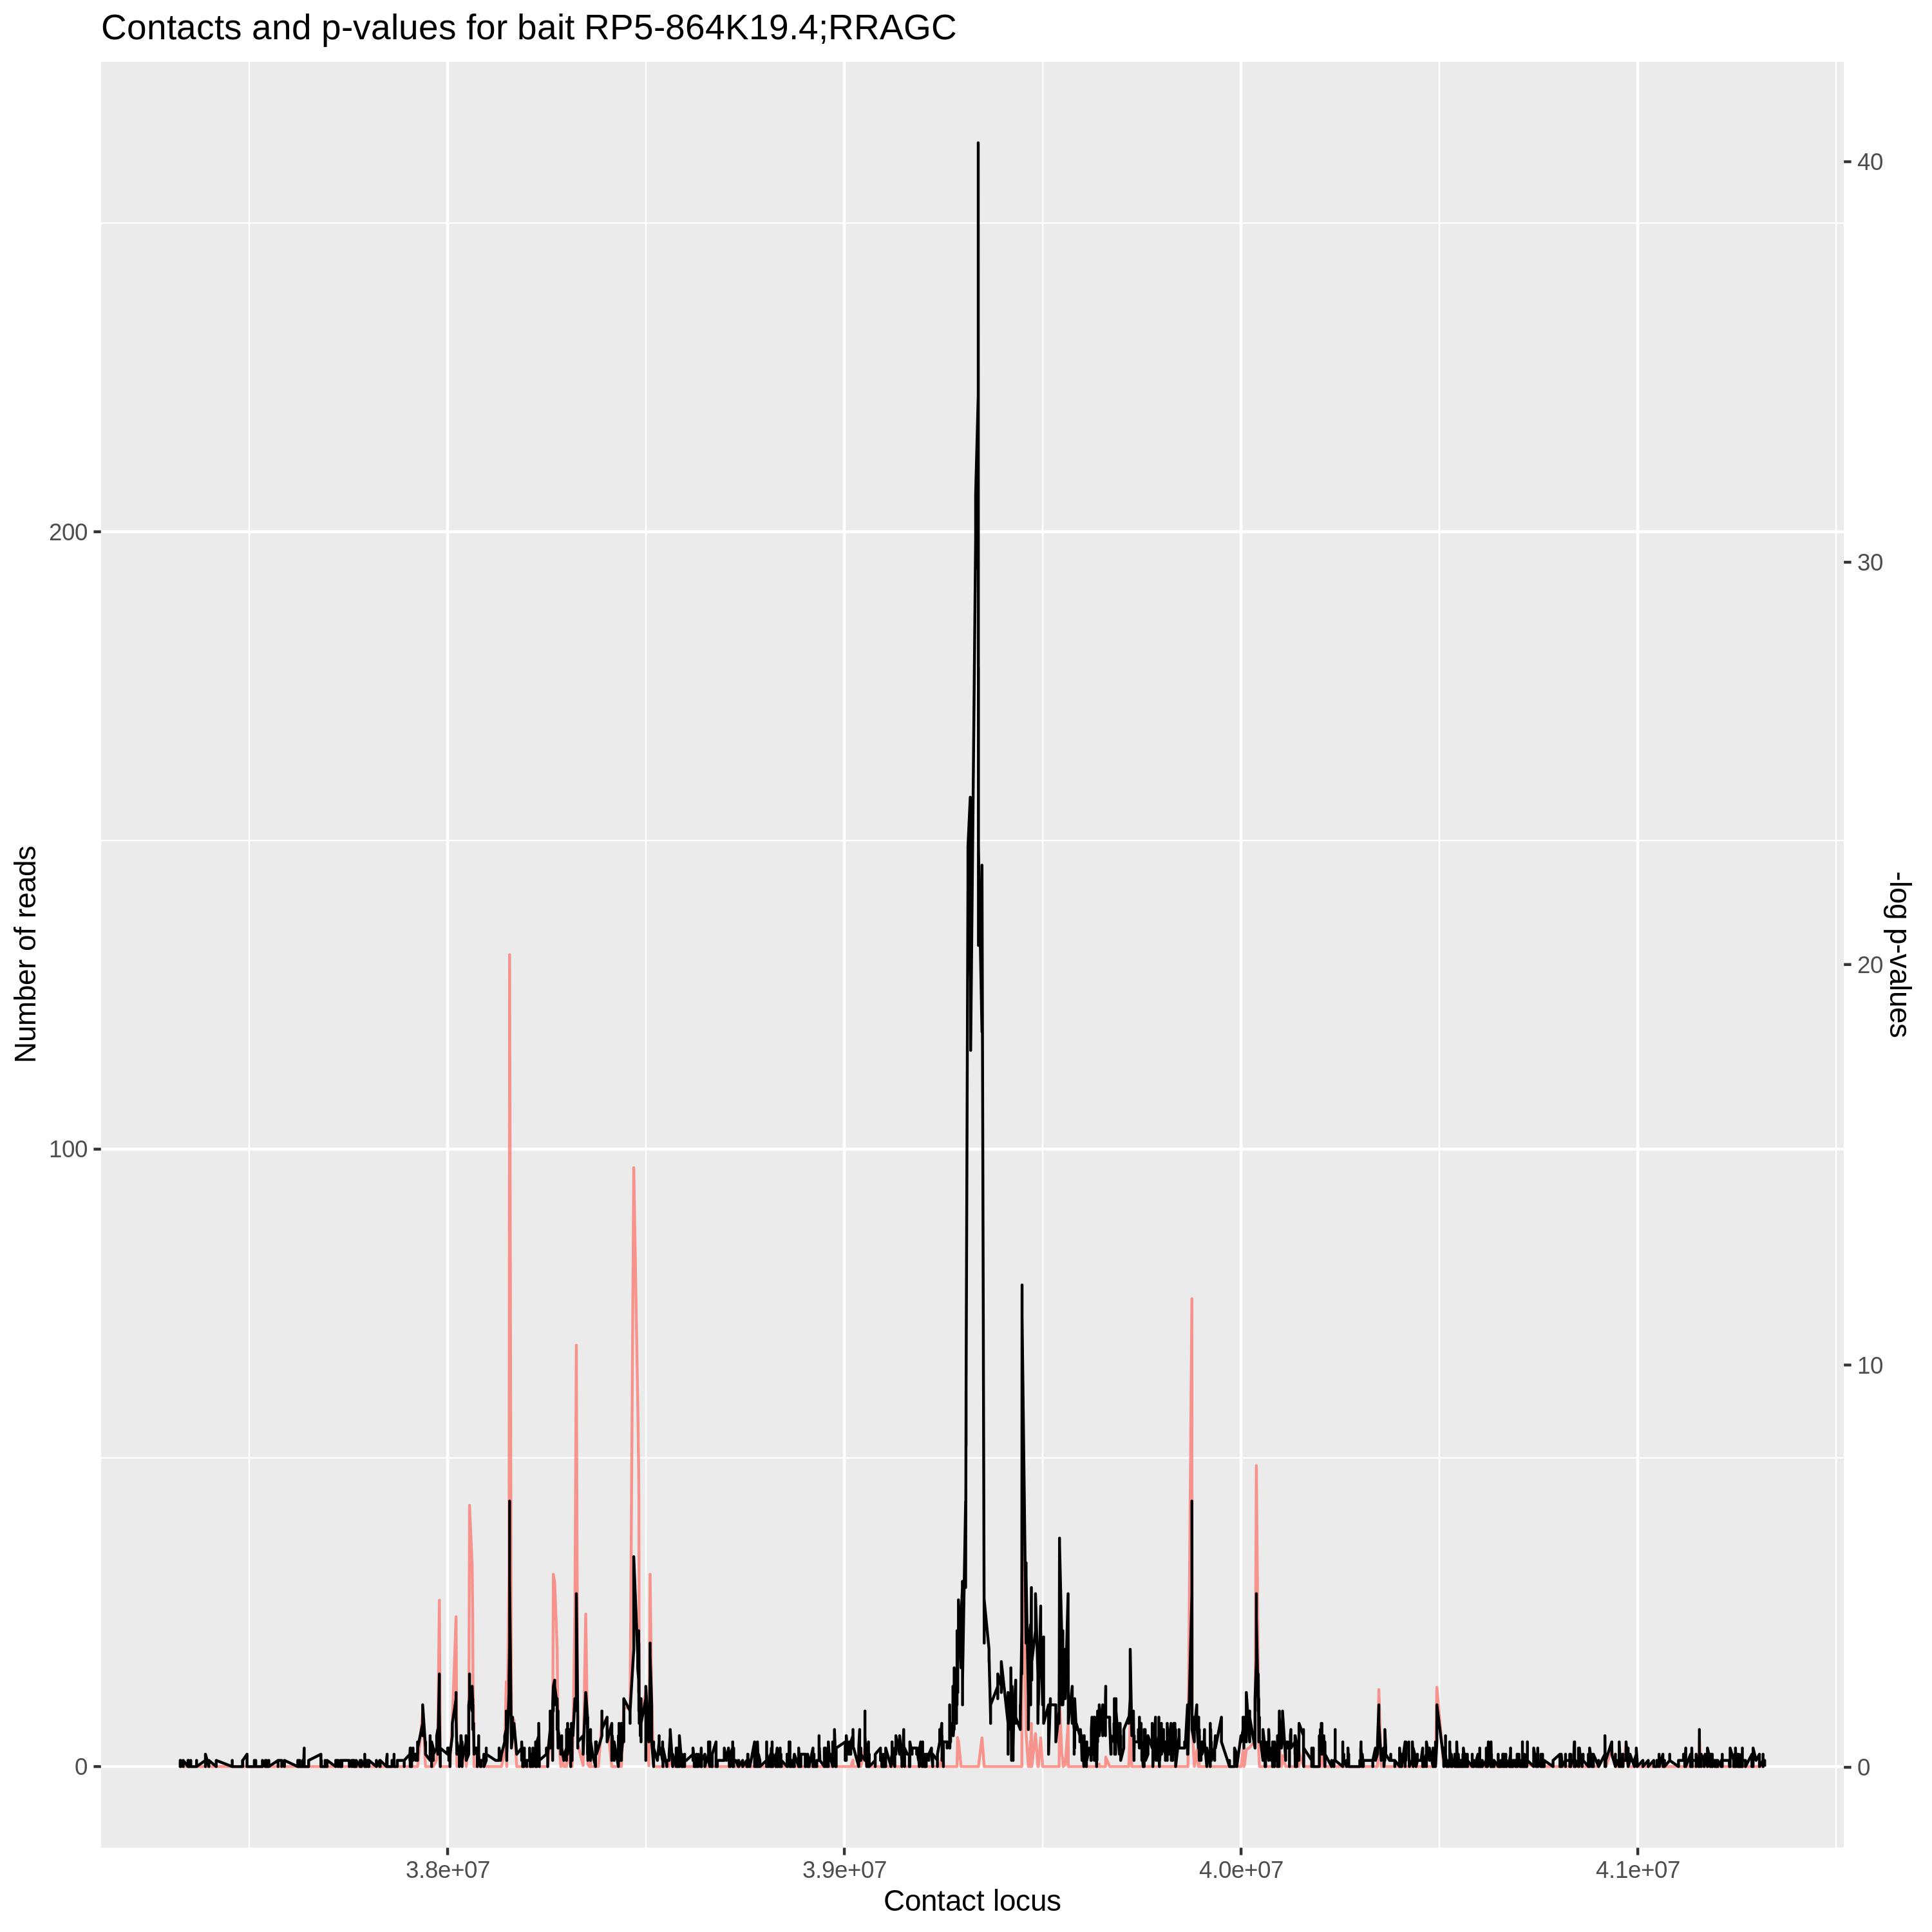 Contacts and p-values for bait RP5-864K19.4;RRAGC
Number of reads
200
100
0
40
30
20
10
0
-log p-values
3.8e+07 3.9e+07 4.0e+07 4.1e+07
Contact locus